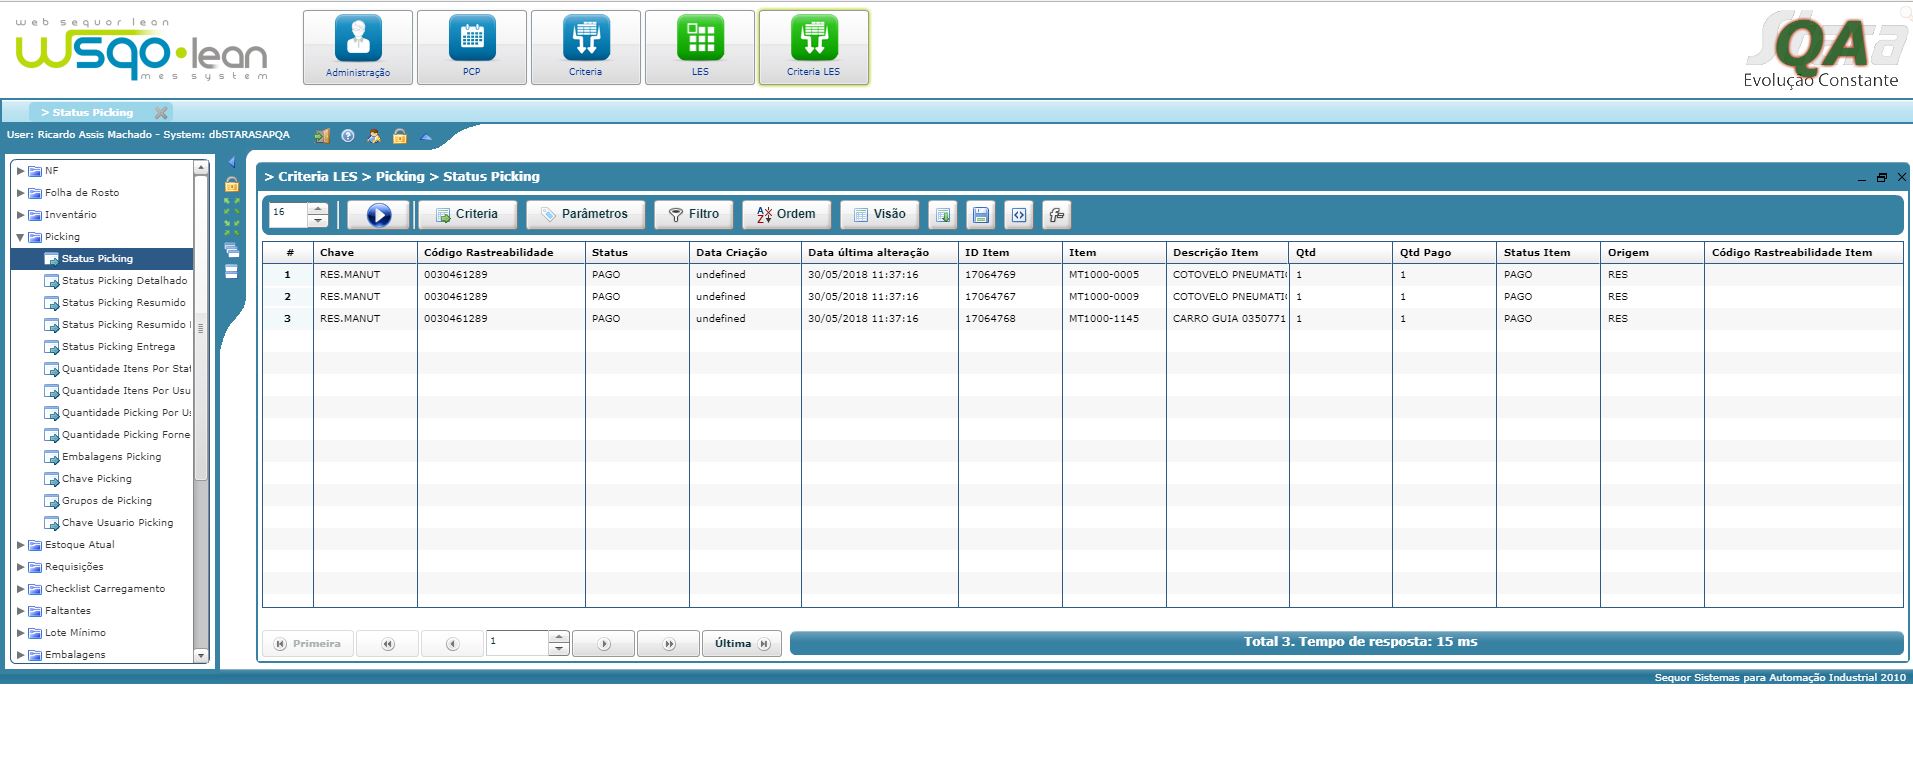 web sequor lean
wsqo•lean
mes system
Administração
PCP
Criteria
LES
Criteria LES
Stara
QA
Evolução Constante
> Status Picking
User: Ricardo Assis Machado - System: dbSTARASAPQA
NF
Folha de Rosto
Inventário
Picking
Status Picking
Status Picking Detalhado
Status Picking Resumido
Status Picking Resumido
Status Picking Entrega
Quantidade Itens Por Stat
Quantidade Itens Por Usu
Quantidade Picking Por Us
Quantidade Picking Forne
Embalagens Picking
Chave Picking
Grupos de Picking
Chave Usuario Picking
Estoque Atual
Requisições
Checklist Carregamento
Faltantes
Lote Mínimo
Embalagens
> Criteria LES > Picking > Status Picking
16 Criteria Parâmetros Filtro Ordem Visão
# Chave Código Rastreabilidade Status Data Criação Data última alteração ID Item Item Descrição Item Qtd Qtd Pago Status Item Origem Código Rastreabilidade Item
1 RES.MANUT 0030461289 PAGO undefined 30/05/2018 11:37:16 17064769 MT1000-0005 COTOVELO PNEUMATIC 1 1 PAGO RES
2 RES.MANUT 0030461289 PAGO undefined 30/05/2018 11:37:16 17064767 MT1000-0009 COTOVELO PNEUMATIC 1 1 PAGO RES
3 RES.MANUT 0030461289 PAGO undefined 30/05/2018 11:37:16 17064768 MT1000-1145 CARRO GUIA 0350771 1 1 PAGO RES
Primeira 1 Última Total 3. Tempo de resposta: 15 ms
Sequor Sistemas para Automação Industrial 2010